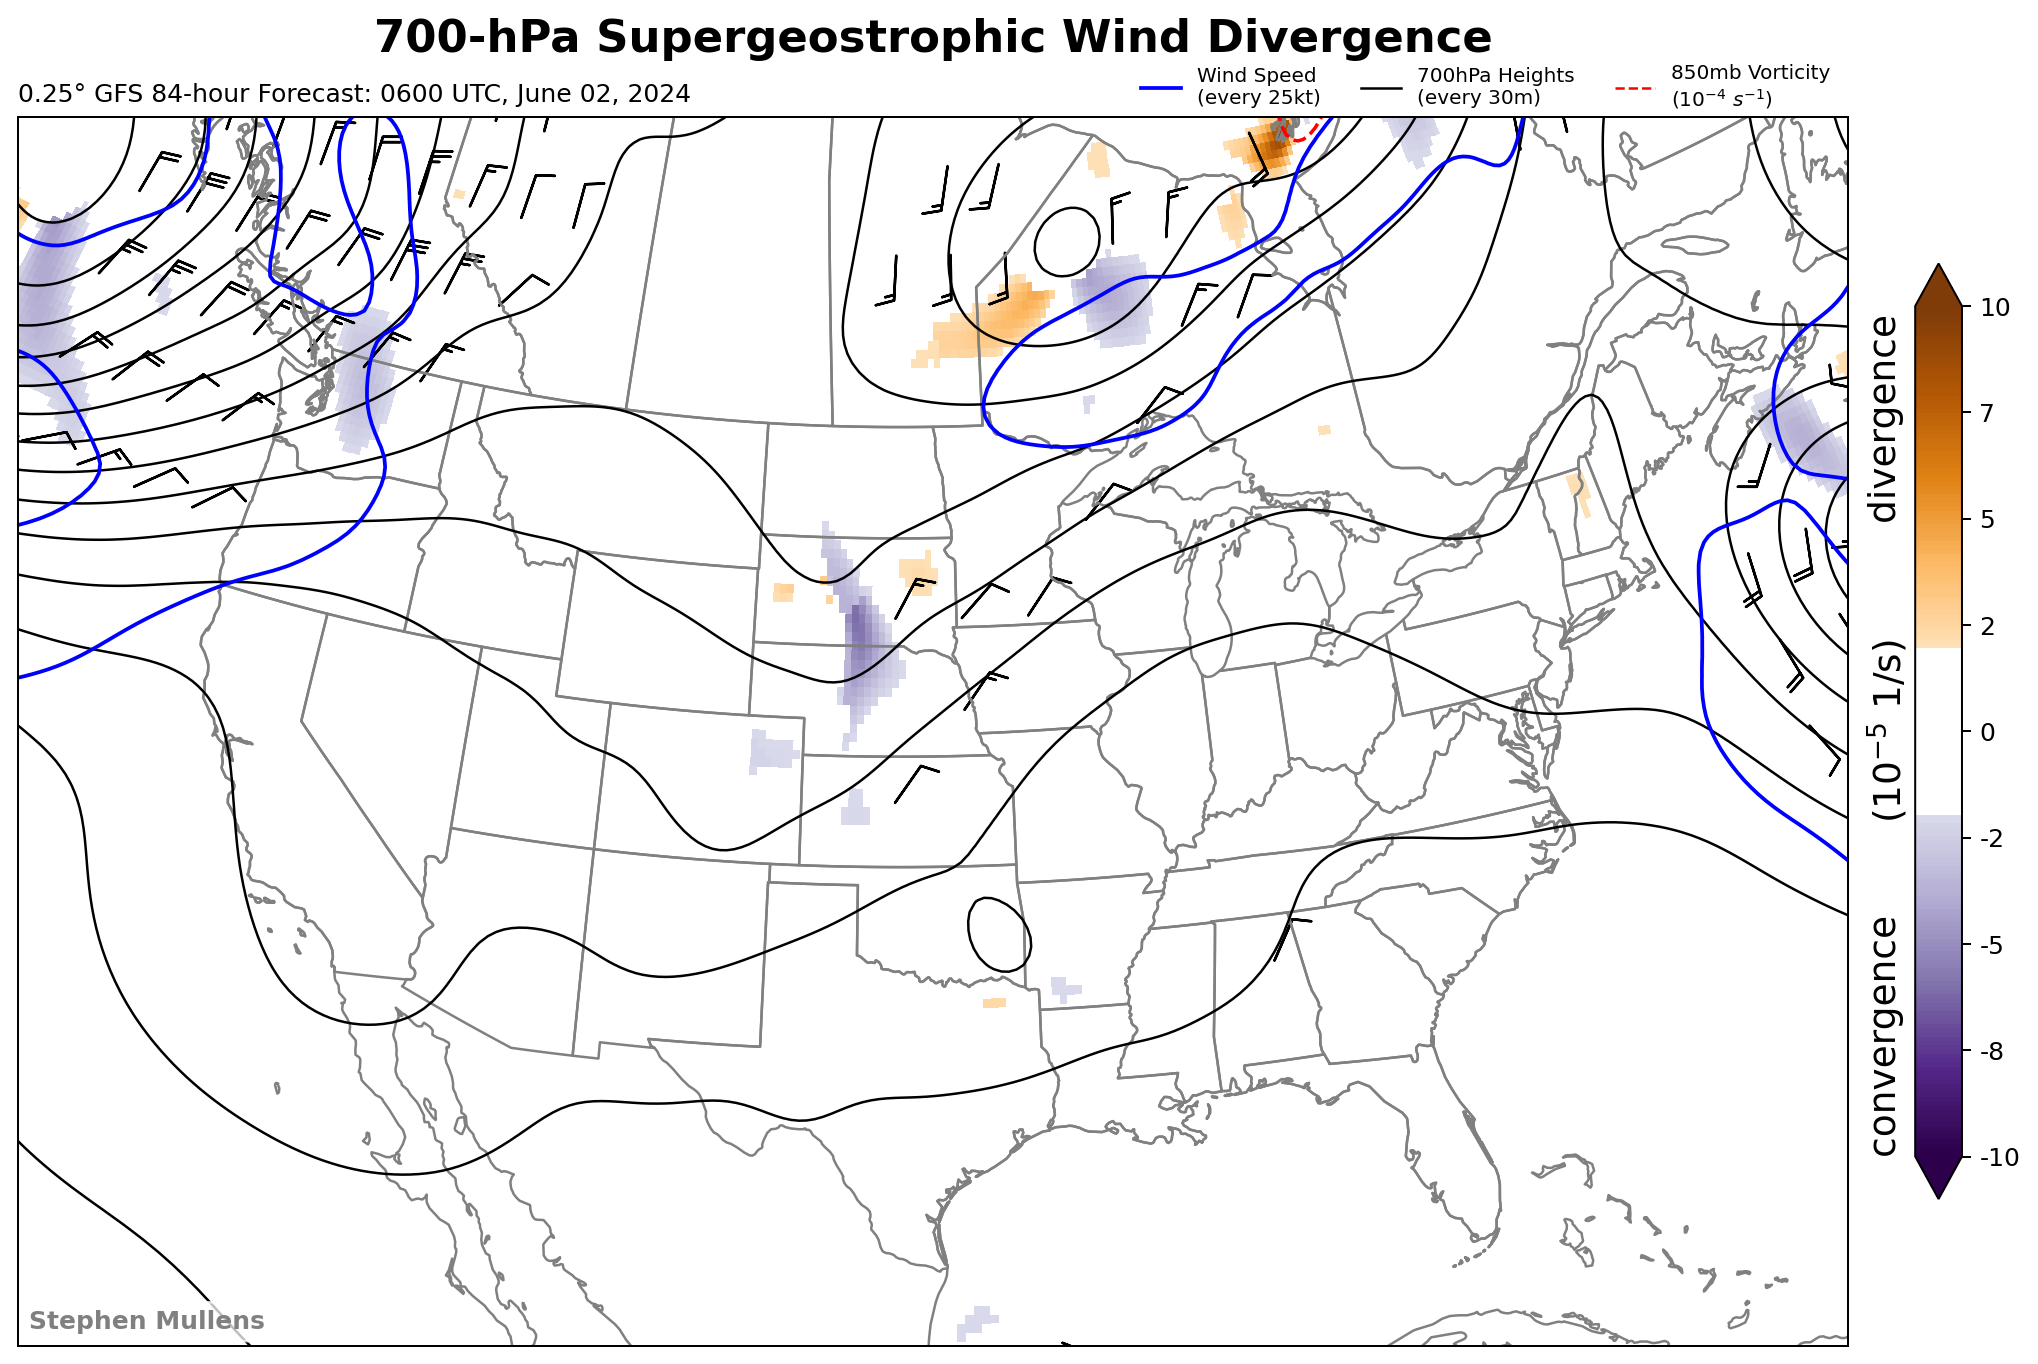 700-hPa Supergeostrophic Wind Divergence
0.25° GFS 84-hour Forecast: 0600 UTC, June 02, 2024
Wind Speed
(every 25kt)
700hPa Heights
(every 30m)
850mb Vorticity
(10⁻⁴ s⁻¹)
10
7
5
2
0
-2
-5
-8
-10
convergence (10⁻⁵ 1/s) divergence
Stephen Mullens